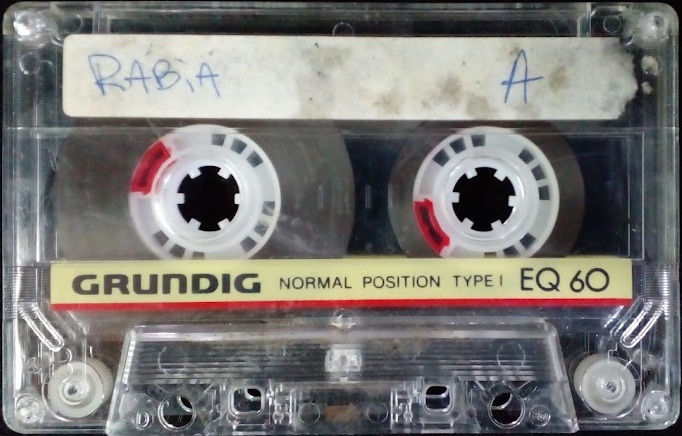 RABiA A
GRUNDIG NORMAL POSITION TYPE I EQ 60